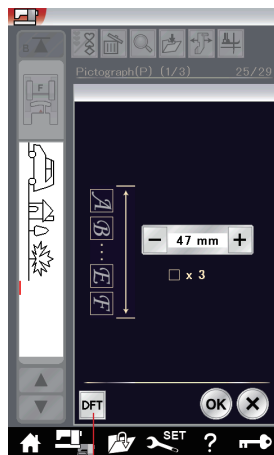 B
Pictograph(P) (1/3) 25/29
F
A
B
E
F
− 47 mm +
x 3
DFT
OK
SET
?